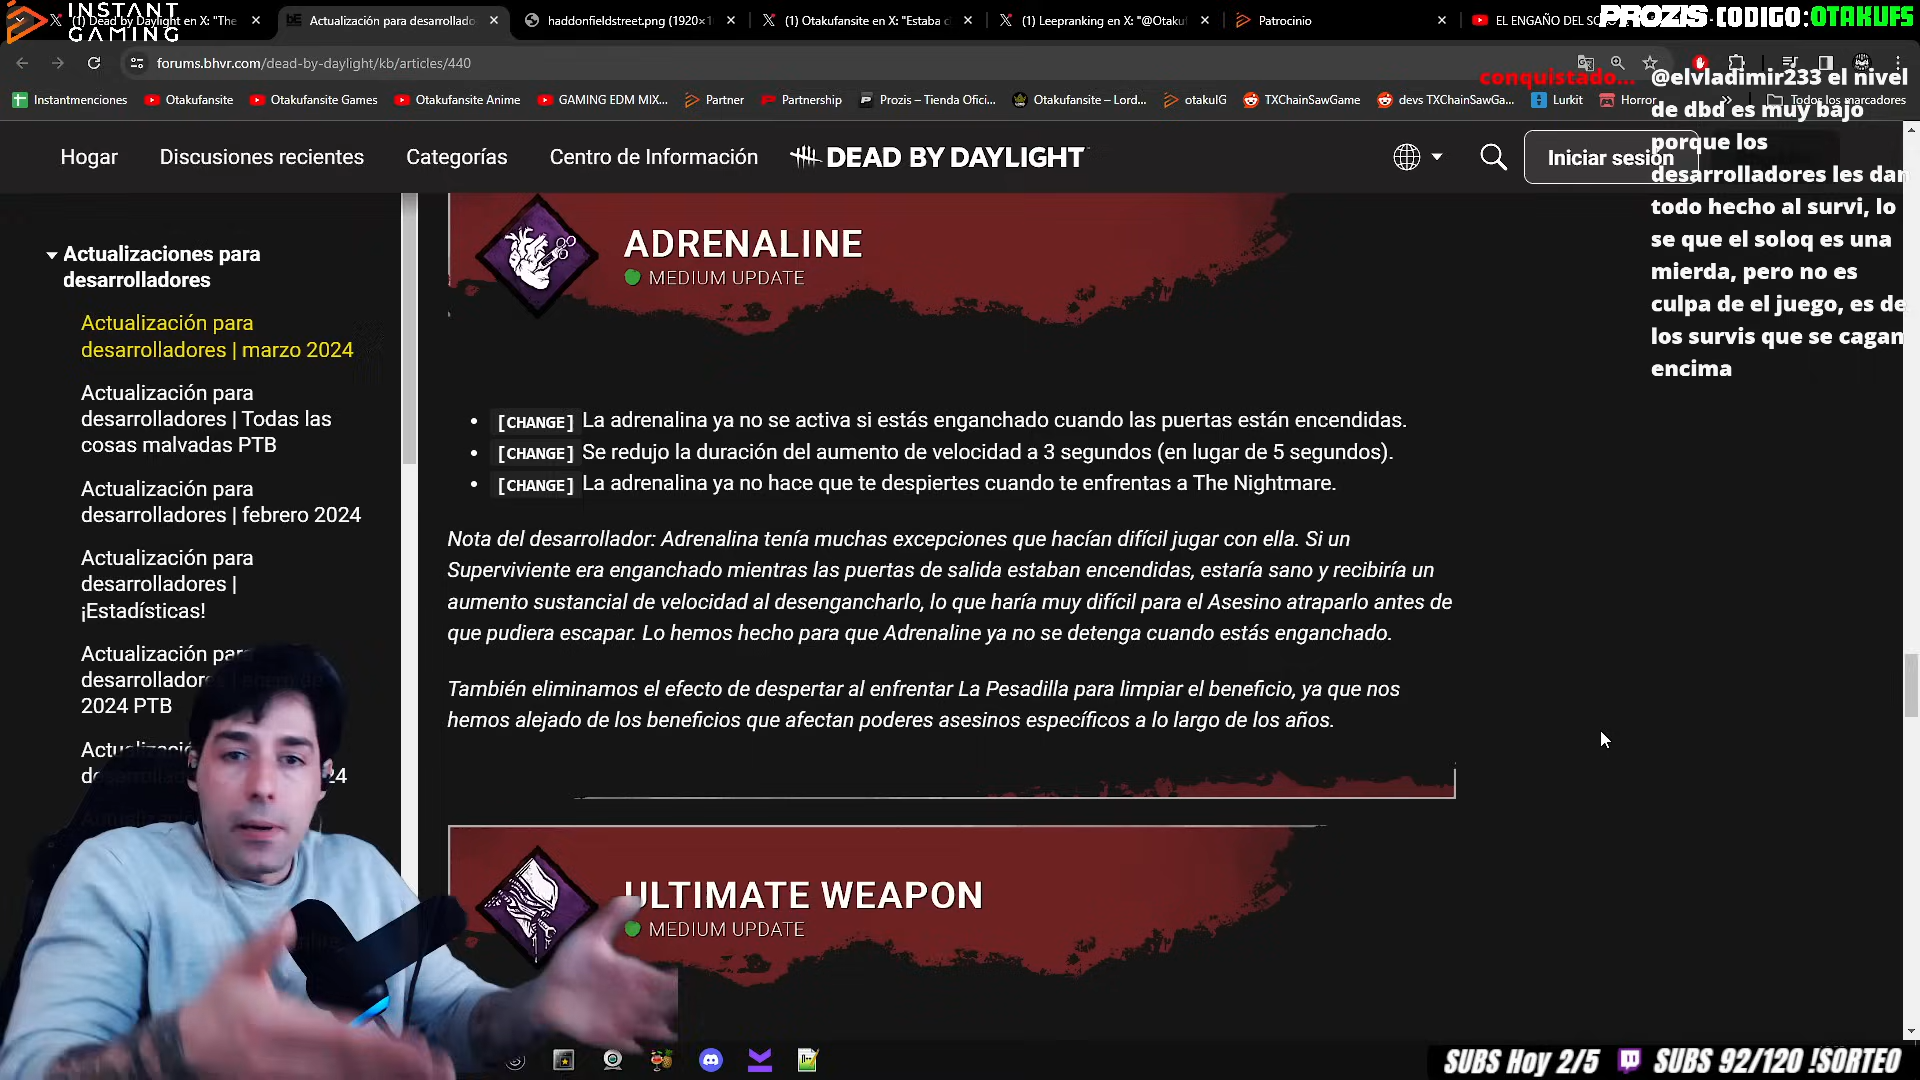 INSTANT
GAMING
Dead by Daylight en X: "The
Actualización para desarrollado
haddonfieldstreet.png (1920×1
(1) Otakufansite en X: "Estaba
(1) Leepranking en X: "@Otaku
Patrocinio
EL ENGAÑO DEL
PROZIS CODIGO:OTAKUFS
forums.bhvr.com/dead-by-daylight/kb/articles/440
Instantmenciones
Otakufansite
Otakufansite Games
Otakufansite Anime
GAMING EDM MIX...
Partner
Partnership
Prozis – Tienda Ofici...
Otakufansite – Lord...
otakuIG
TXChainSawGame
devs TXChainSawGa...
Lurkit
Horror
Todos los marcadores
conquistado...
@elvladimir233 el nivel
de dbd es muy bajo
porque los
desarrolladores les dan
todo hecho al survi, lo
se que el soloq es una
mierda, pero no es
culpa de el juego, es de
los survis que se cagan
encima
Hogar
Discusiones recientes
Categorías
Centro de Información
DEAD BY DAYLIGHT
Iniciar sesión
Actualizaciones para
desarrolladores
Actualización para
desarrolladores | marzo 2024
Actualización para
desarrolladores | Todas las
cosas malvadas PTB
Actualización para
desarrolladores | febrero 2024
Actualización para
desarrolladores |
¡Estadísticas!
Actualización para
desarrolladores | enero de
2024 PTB
ADRENALINE
MEDIUM UPDATE
• [CHANGE] La adrenalina ya no se activa si estás enganchado cuando las puertas están encendidas.
• [CHANGE] Se redujo la duración del aumento de velocidad a 3 segundos (en lugar de 5 segundos).
• [CHANGE] La adrenalina ya no hace que te despiertes cuando te enfrentas a The Nightmare.
Nota del desarrollador: Adrenalina tenía muchas excepciones que hacían difícil jugar con ella. Si un
Superviviente era enganchado mientras las puertas de salida estaban encendidas, estaría sano y recibiría un
aumento sustancial de velocidad al desengancharlo, lo que haría muy difícil para el Asesino atraparlo antes de
que pudiera escapar. Lo hemos hecho para que Adrenaline ya no se detenga cuando estás enganchado.
También eliminamos el efecto de despertar al enfrentar La Pesadilla para limpiar el beneficio, ya que nos
hemos alejado de los beneficios que afectan poderes asesinos específicos a lo largo de los años.
ULTIMATE WEAPON
MEDIUM UPDATE
SUBS Hoy 2/5
SUBS 92/120 !SORTEO